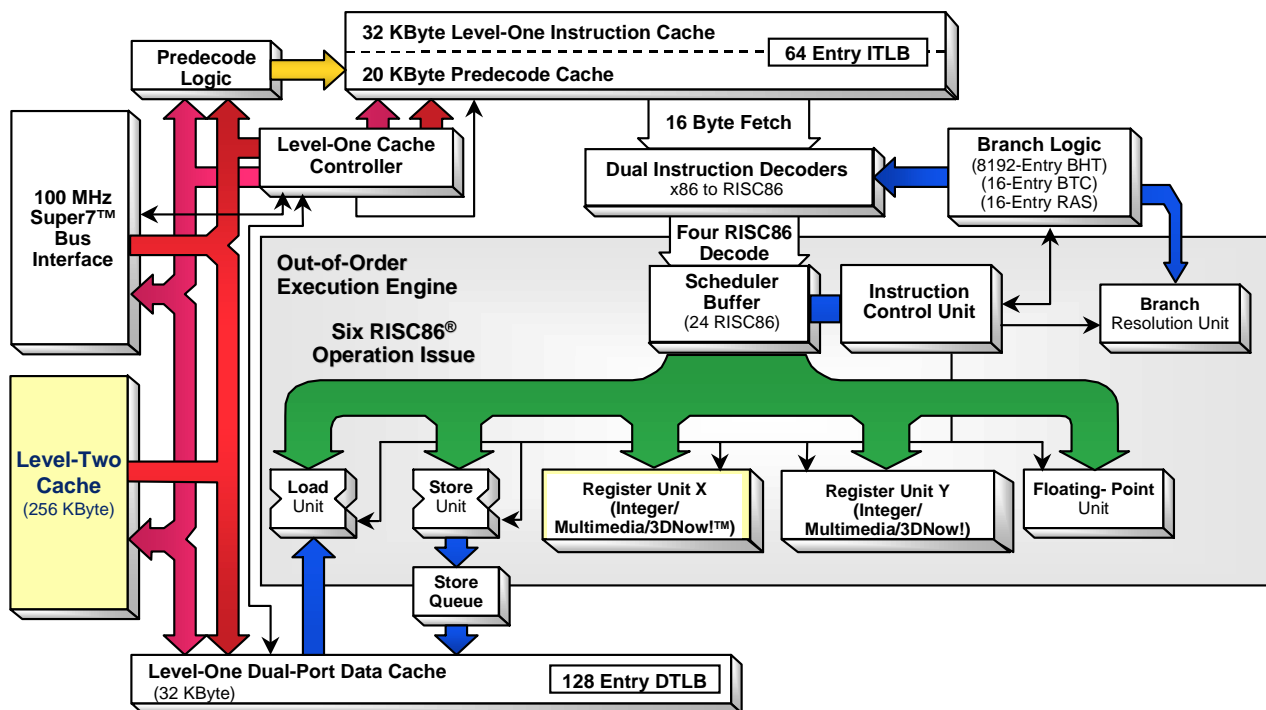 32 KByte Level-One Instruction Cache
64 Entry ITLB
20 KByte Predecode Cache
Predecode
Logic
16 Byte Fetch
Level-One Cache
Controller
Dual Instruction Decoders
x86 to RISC86
Branch Logic
(8192-Entry BHT)
(16-Entry BTC)
(16-Entry RAS)
100 MHz
Super7™
Bus
Interface
Four RISC86
Decode
Out-of-Order
Execution Engine
Scheduler
Buffer
(24 RISC86)
Instruction
Control Unit
Branch
Resolution Unit
Six RISC86®
Operation Issue
Level-Two
Cache
(256 KByte)
Load
Unit
Store
Unit
Register Unit X
(Integer/
Multimedia/3DNow!™)
Register Unit Y
(Integer/
Multimedia/3DNow!)
Floating- Point
Unit
Store
Queue
Level-One Dual-Port Data Cache
(32 KByte)
128 Entry DTLB